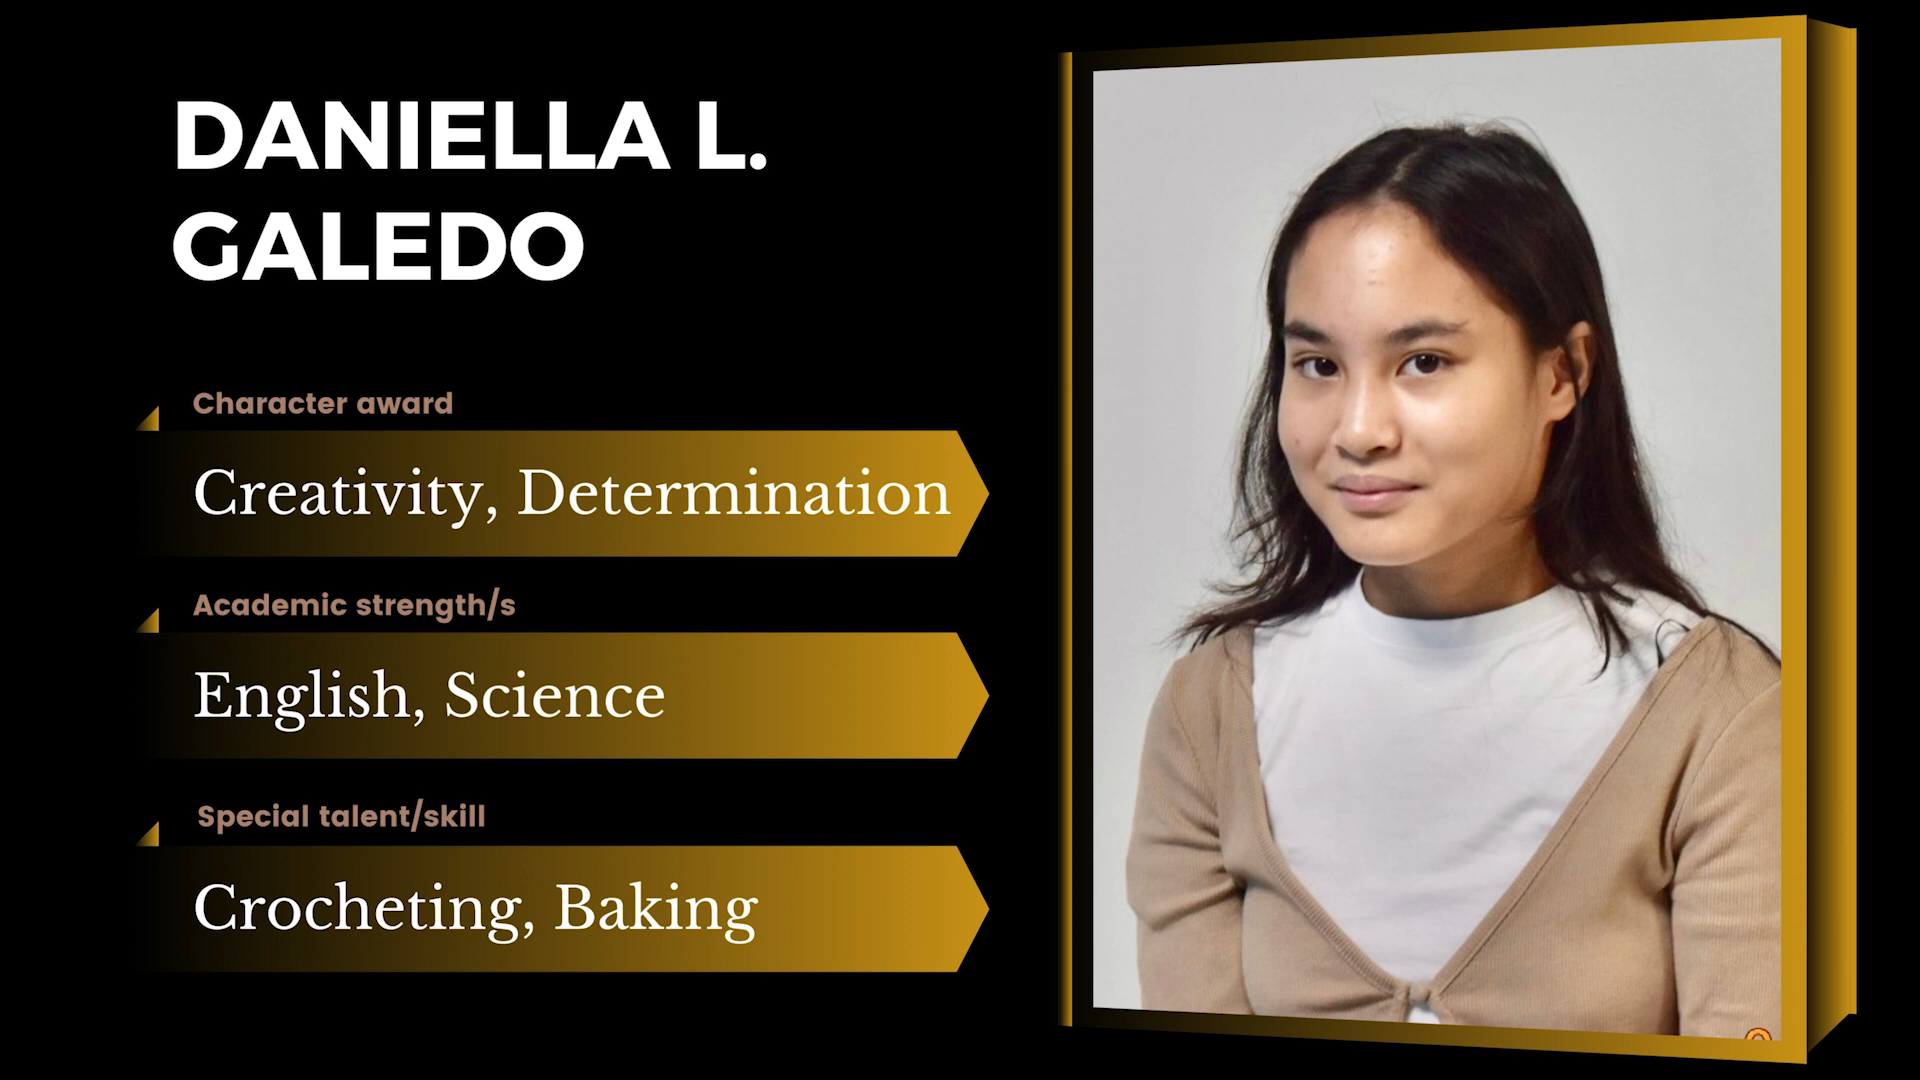 DANIELLA L.
GALEDO
Character award
Creativity, Determination
Academic strength/s
English, Science
Special talent/skill
Crocheting, Baking